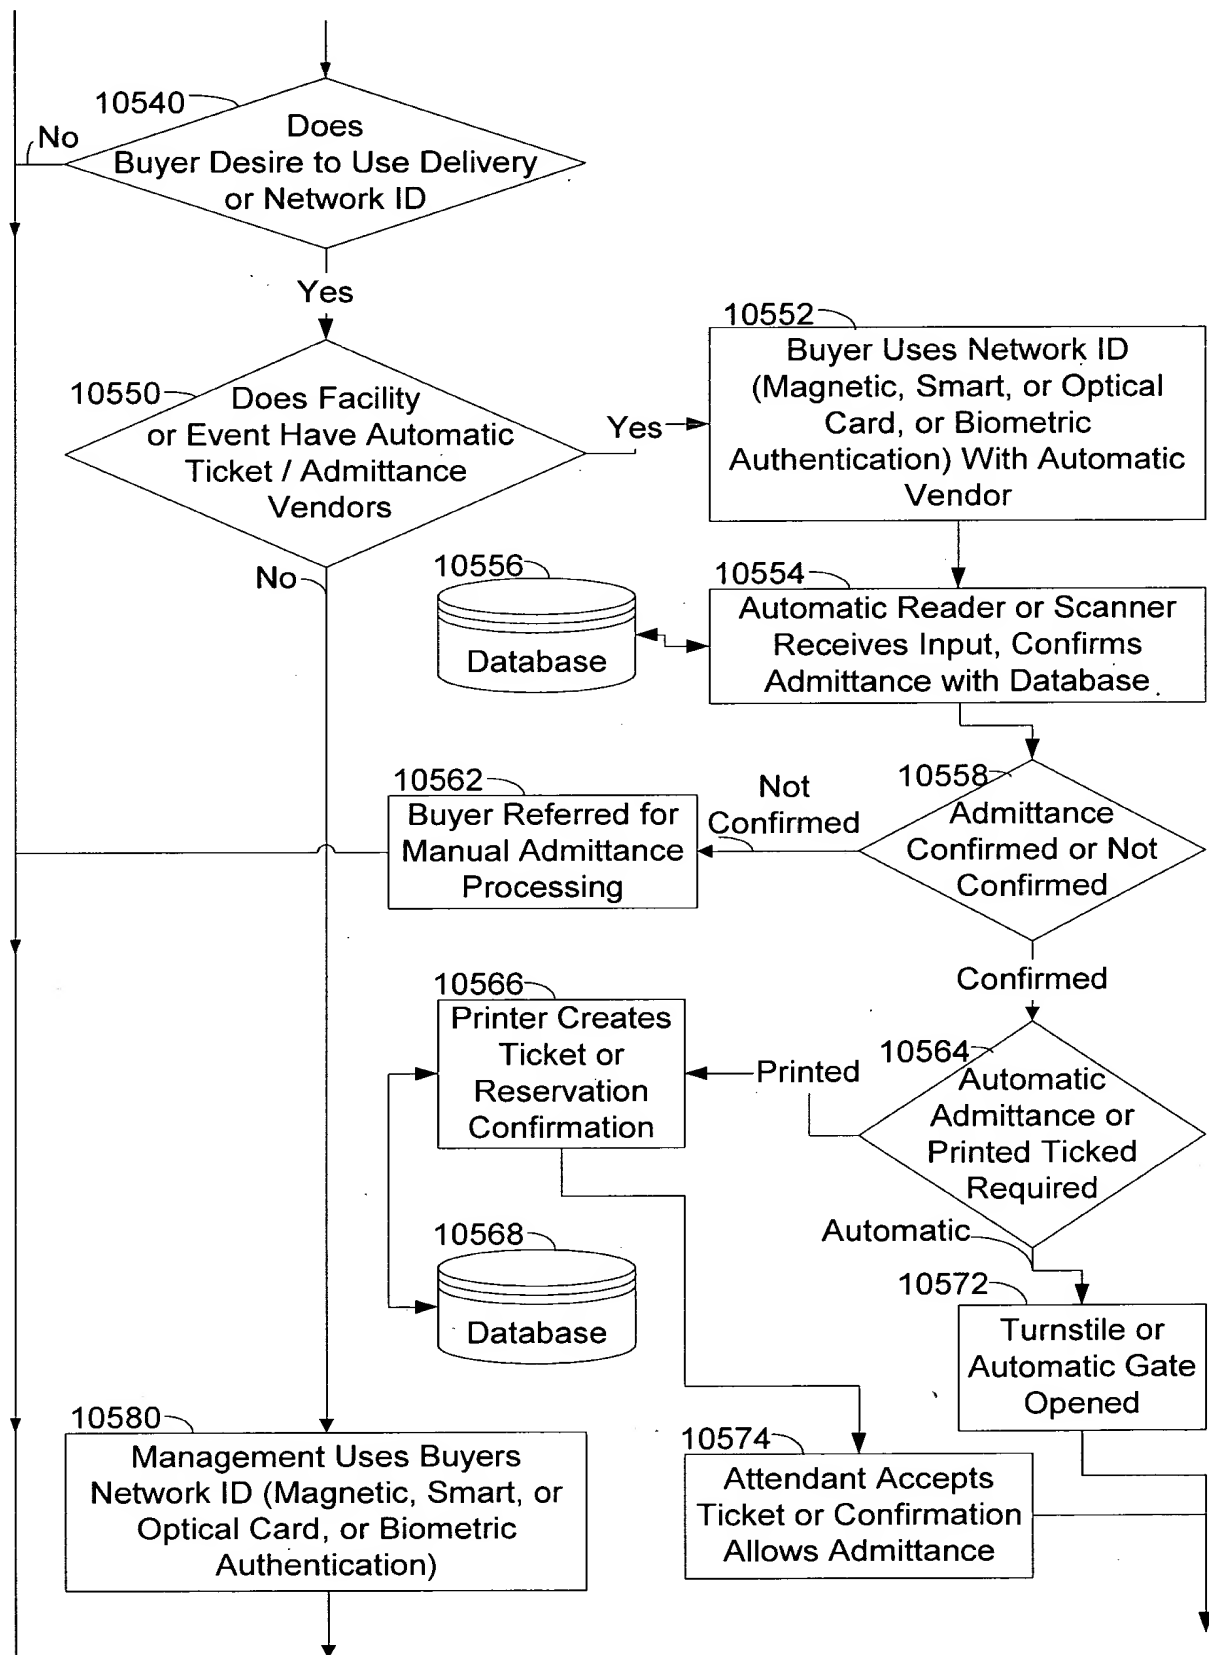 10540
No
Does
Buyer Desire to Use Delivery
or Network ID
Yes
10550
Does Facility
or Event Have Automatic
Ticket / Admittance
Vendors
Yes
10552
Buyer Uses Network ID
(Magnetic, Smart, or Optical
Card, or Biometric
Authentication) With Automatic
Vendor
No
10556
Database
10554
Automatic Reader or Scanner
Receives Input, Confirms
Admittance with Database
10558
Admittance
Confirmed or Not
Confirmed
Not
Confirmed
10562
Buyer Referred for
Manual Admittance
Processing
Confirmed
10564
Automatic
Admittance or
Printed Ticked
Required
Printed
10566
Printer Creates
Ticket or
Reservation
Confirmation
10568
Database
Automatic
10572
Turnstile or
Automatic Gate
Opened
10574
Attendant Accepts
Ticket or Confirmation
Allows Admittance
10580
Management Uses Buyers
Network ID (Magnetic, Smart, or
Optical Card, or Biometric
Authentication)